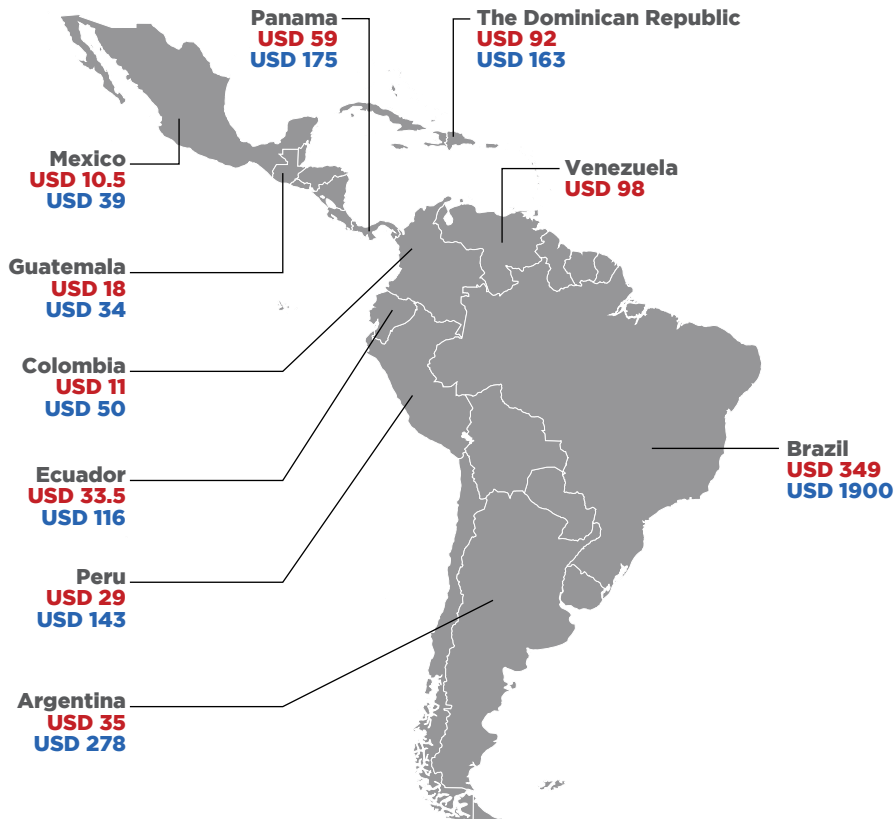 Panama
USD 59
USD 175
The Dominican Republic
USD 92
USD 163
Mexico
USD 10.5
USD 39
Venezuela
USD 98
Guatemala
USD 18
USD 34
Colombia
USD 11
USD 50
Brazil
USD 349
USD 1900
Ecuador
USD 33.5
USD 116
Peru
USD 29
USD 143
Argentina
USD 35
USD 278